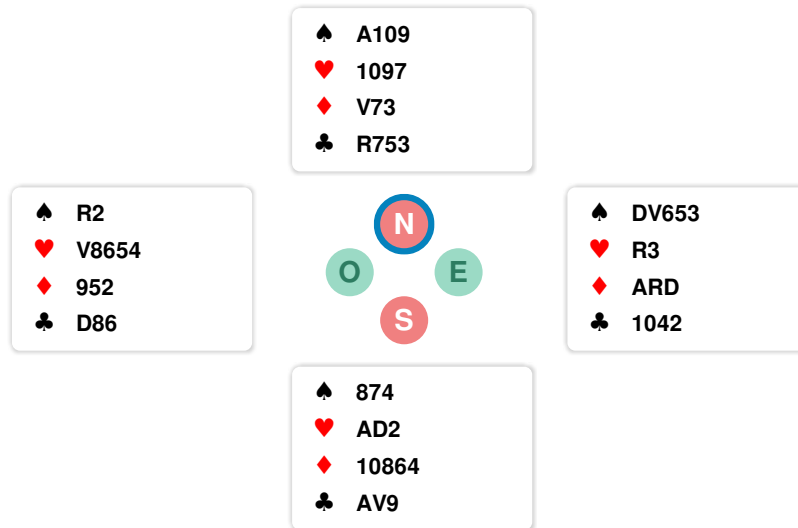 ♠ A109
♥ 1097
♦ V73
♣ R753
♠ R2
♥ V8654
♦ 952
♣ D86
N
O E
S
♠ DV653
♥ R3
♦ ARD
♣ 1042
♠ 874
♥ AD2
♦ 10864
♣ AV9